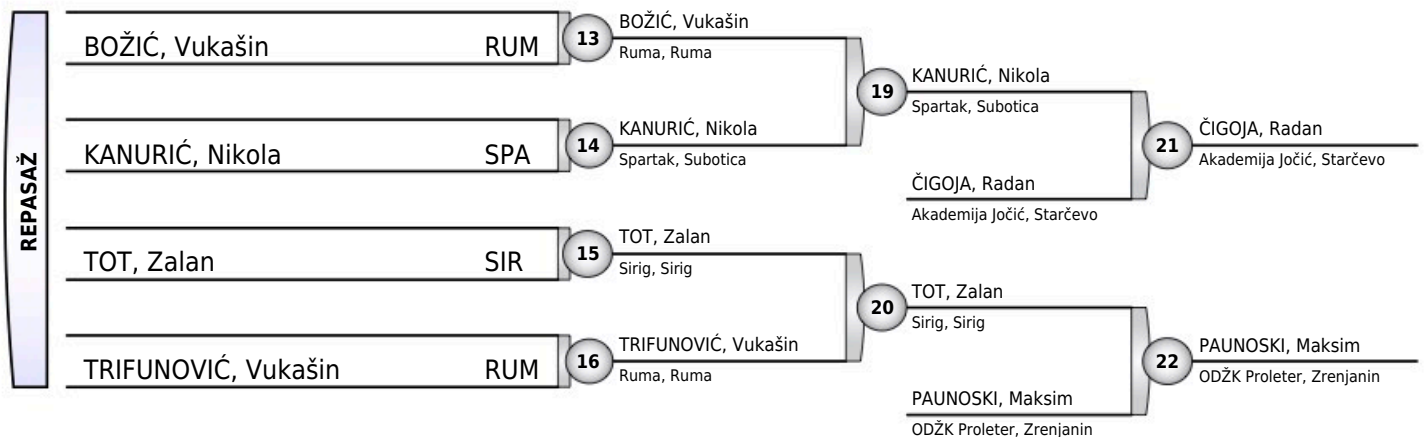 REPASAŽ
BOŽIĆ, Vukašin RUM
13
BOŽIĆ, Vukašin
Ruma, Ruma
KANURIĆ, Nikola SPA
14
KANURIĆ, Nikola
Spartak, Subotica
19
KANURIĆ, Nikola
Spartak, Subotica
ČIGOJA, Radan
Akademija Jočić, Starčevo
21
ČIGOJA, Radan
Akademija Jočić, Starčevo
TOT, Zalan SIR
15
TOT, Zalan
Sirig, Sirig
TRIFUNOVIĆ, Vukašin RUM
16
TRIFUNOVIĆ, Vukašin
Ruma, Ruma
20
TOT, Zalan
Sirig, Sirig
PAUNOSKI, Maksim
ODŽK Proleter, Zrenjanin
22
PAUNOSKI, Maksim
ODŽK Proleter, Zrenjanin